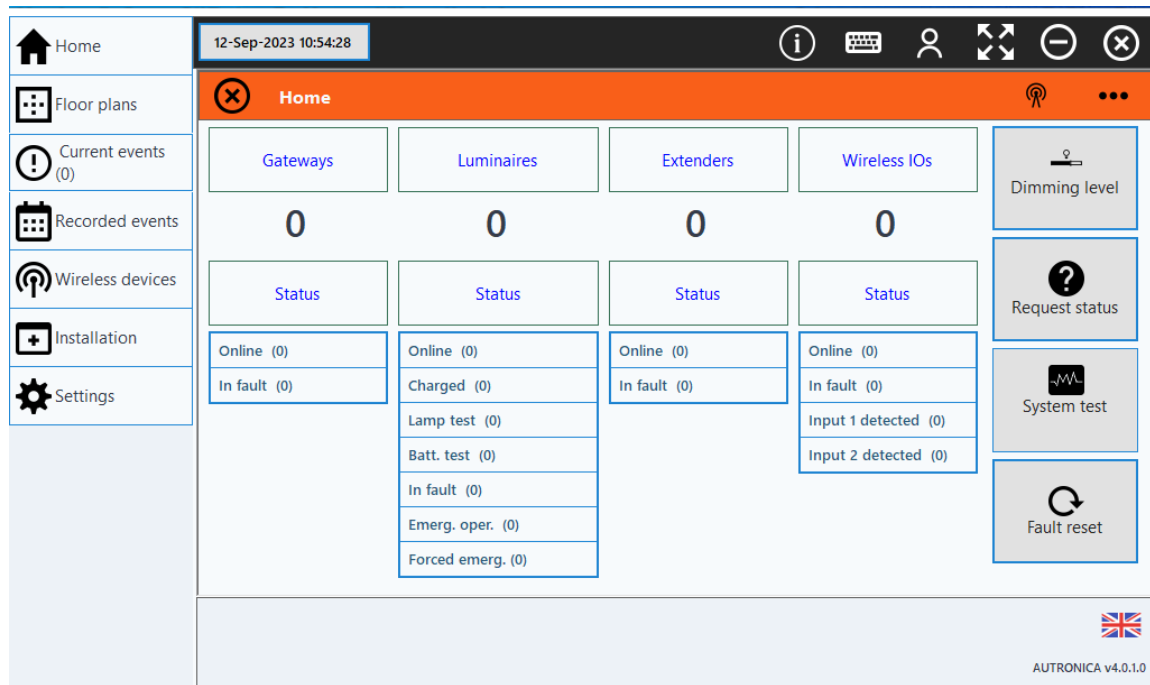 Home
Floor plans
Current events
(0)
Recorded events
Wireless devices
Installation
Settings
12-Sep-2023 10:54:28
Home
Gateways
0
Status
Online (0)
In fault (0)
Luminaires
0
Status
Online (0)
Charged (0)
Lamp test (0)
Batt. test (0)
In fault (0)
Emerg. oper. (0)
Forced emerg. (0)
Extenders
0
Status
Online (0)
In fault (0)
Wireless IOs
0
Status
Online (0)
In fault (0)
Input 1 detected (0)
Input 2 detected (0)
Dimming level
Request status
System test
Fault reset
AUTRONICA v4.0.1.0